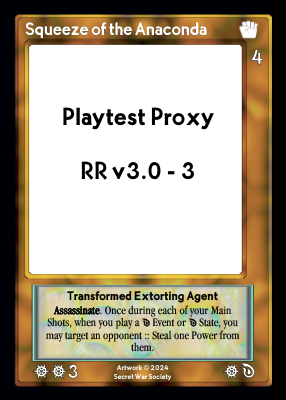 Squeeze of the Anaconda
4
Playtest Proxy
RR v3.0 - 3
Transformed Extorting Agent
Assassinate. Once during each of your Main
Shots, when you play a Event or State, you
may target an opponent :: Steal one Power from
them.
3
Artwork © 2024
Secret War Society